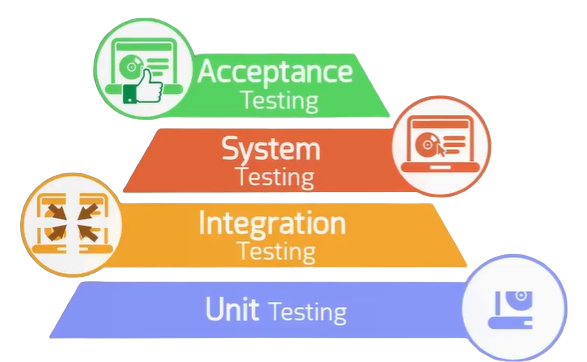 Acceptance
Testing
System
Testing
Integration
Testing
Unit Testing